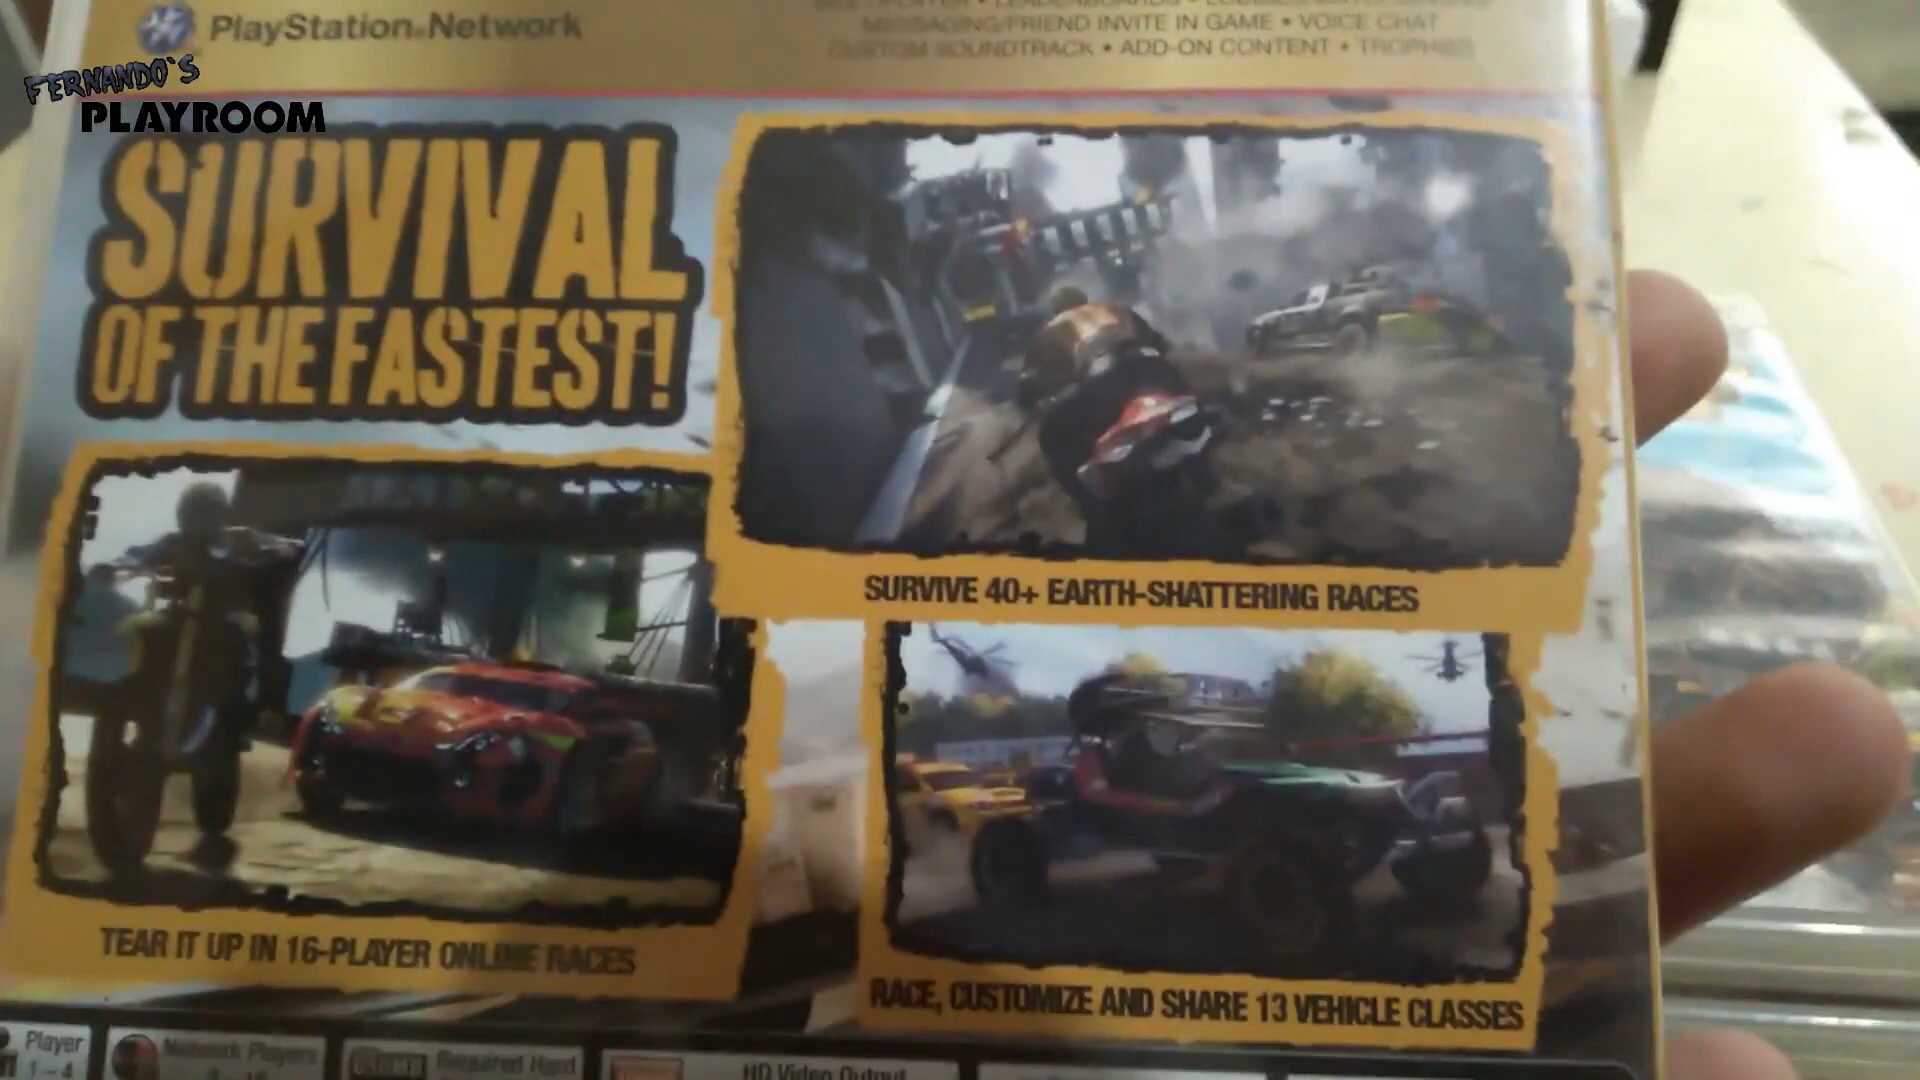 PlayStation®Network
MULTIPLAYER • LEADERBOARDS •
MESSAGING/FRIEND INVITE IN GAME • VOICE CHAT
CUSTOM SOUNDTRACK • ADD-ON CONTENT • TROPHIES
FERNANDO`S
PLAYROOM
SURVIVAL
OF THE FASTEST!
SURVIVE 40+ EARTH-SHATTERING RACES
TEAR IT UP IN 16-PLAYER ONLINE RACES
RACE, CUSTOMIZE AND SHARE 13 VEHICLE CLASSES
Player
1-4
Network Players
Required Hard
HD Video Output